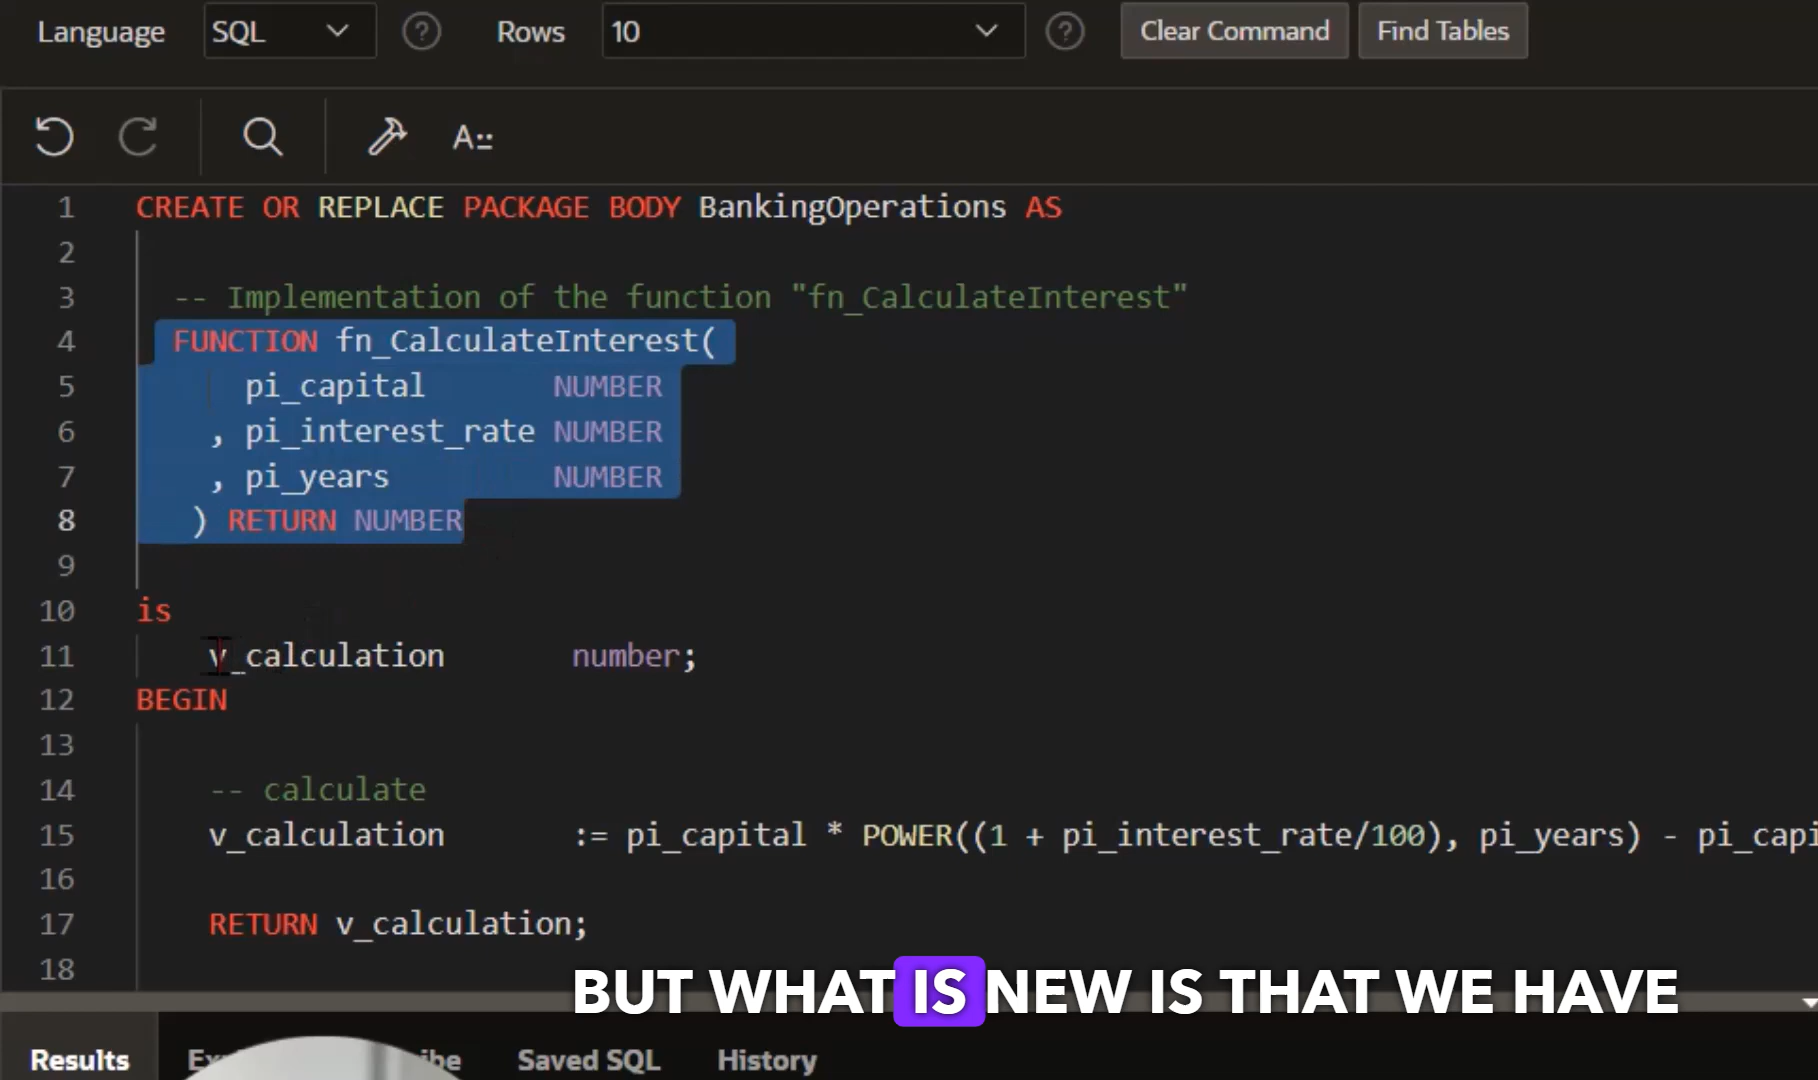 Language SQL Rows 10 Clear Command Find Tables
1 CREATE OR REPLACE PACKAGE BODY BankingOperations AS
2
3 -- Implementation of the function "fn_CalculateInterest"
4 FUNCTION fn_CalculateInterest(
5 pi_capital NUMBER
6 , pi_interest_rate NUMBER
7 , pi_years NUMBER
8 ) RETURN NUMBER
9
10 is
11 v_calculation number;
12 BEGIN
13
14 -- calculate
15 v_calculation := pi_capital * POWER((1 + pi_interest_rate/100), pi_years) - pi_capi
16
17 RETURN v_calculation;
18
BUT WHAT IS NEW IS THAT WE HAVE
Results Saved SQL History